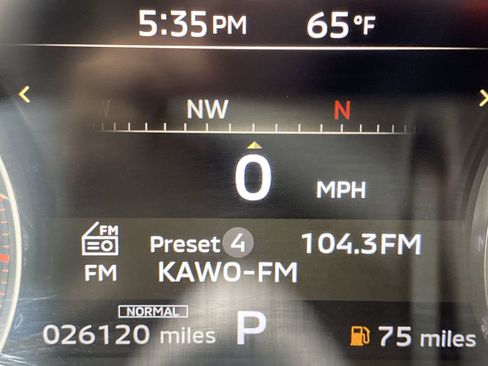 5:35 PM 65°F
NW N
0 MPH
FM Preset 4 104.3FM
FM KAWO-FM
NORMAL
026120 miles P 75 miles